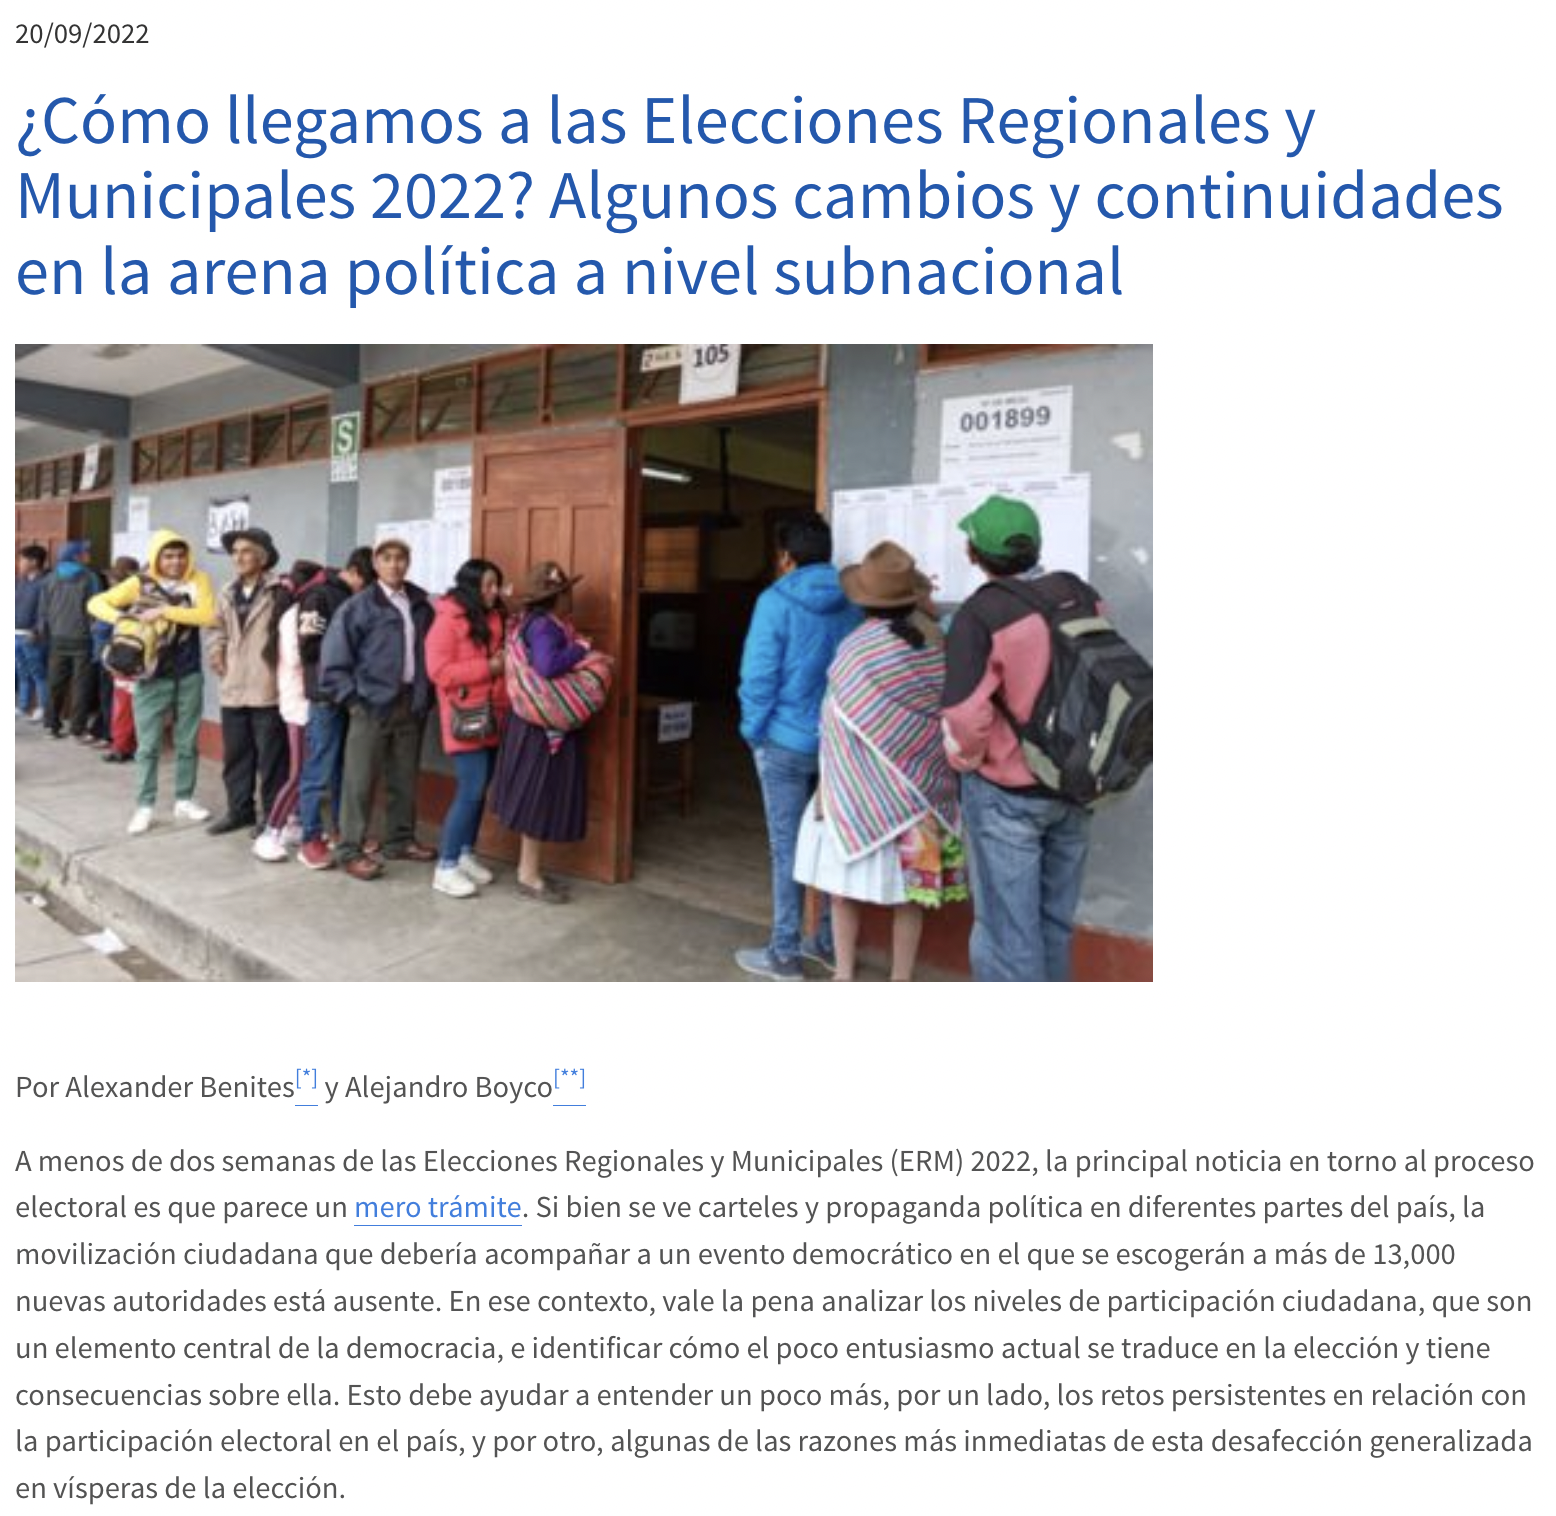 20/09/2022
¿Cómo llegamos a las Elecciones Regionales y
Municipales 2022? Algunos cambios y continuidades
en la arena política a nivel subnacional
105
001899
S
Por Alexander Benites[*] y Alejandro Boyco[**]
A menos de dos semanas de las Elecciones Regionales y Municipales (ERM) 2022, la principal noticia en torno al proceso
electoral es que parece un mero trámite. Si bien se ve carteles y propaganda política en diferentes partes del país, la
movilización ciudadana que debería acompañar a un evento democrático en el que se escogerán a más de 13,000
nuevas autoridades está ausente. En ese contexto, vale la pena analizar los niveles de participación ciudadana, que son
un elemento central de la democracia, e identificar cómo el poco entusiasmo actual se traduce en la elección y tiene
consecuencias sobre ella. Esto debe ayudar a entender un poco más, por un lado, los retos persistentes en relación con
la participación electoral en el país, y por otro, algunas de las razones más inmediatas de esta desafección generalizada
en vísperas de la elección.